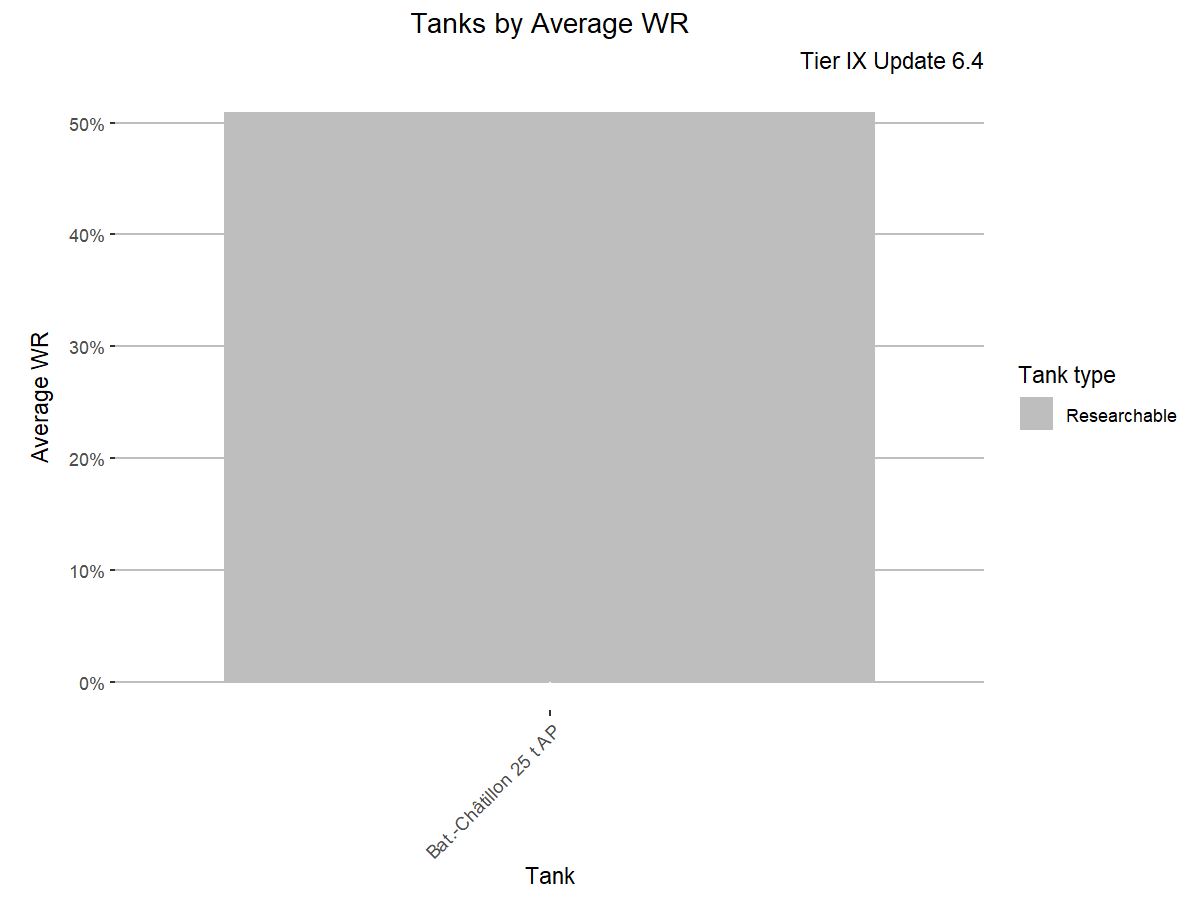 Tanks by Average WR
Tier IX Update 6.4
Average WR
50%
40%
30%
20%
10%
0%
Bat.-Châtillon 25 t AP
Tank
Tank type
Researchable